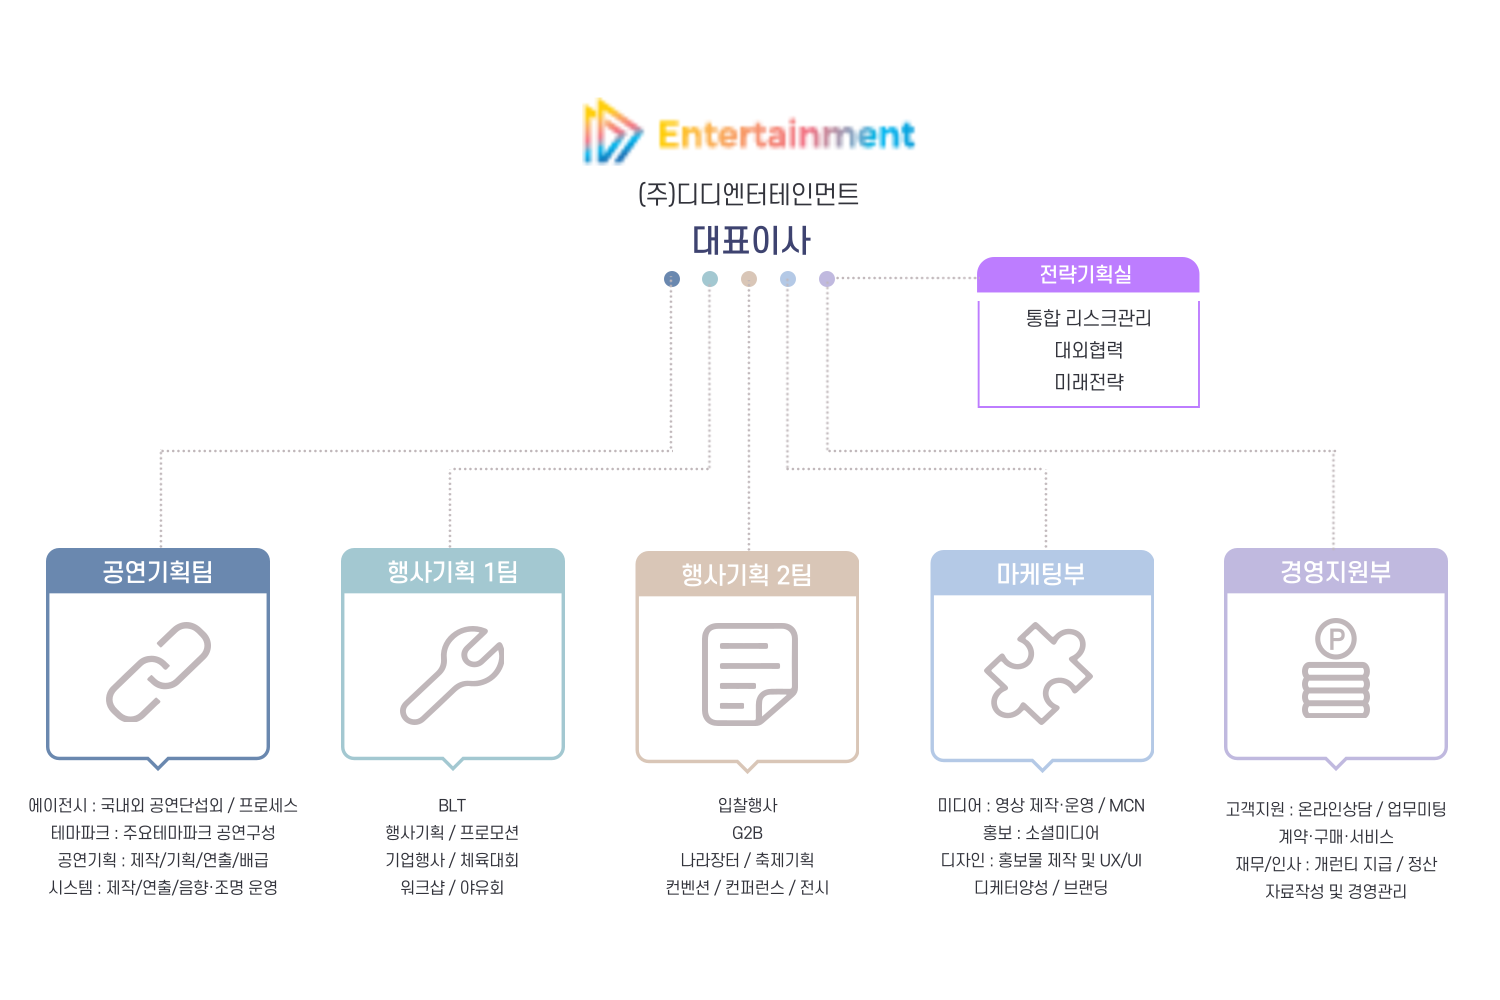 Entertainment
(주)디디엔터테인먼트
대표이사
전략기획실
통합 리스크관리
대외협력
미래전략
공연기획팀
에이전시 : 국내외 공연단섭외 / 프로세스
테마파크 : 주요테마파크 공연구성
공연기획 : 제작/기획/연출/배급
시스템 : 제작/연출/음향·조명 운영
행사기획 1팀
BLT
행사기획 / 프로모션
기업행사 / 체육대회
워크샵 / 야유회
행사기획 2팀
입찰행사
G2B
나라장터 / 축제기획
컨벤션 / 컨퍼런스 / 전시
마케팅부
미디어 : 영상 제작·운영 / MCN
홍보 : 소셜미디어
디자인 : 홍보물 제작 및 UX/UI
디케터양성 / 브랜딩
경영지원부
P
고객지원 : 온라인상담 / 업무미팅
계약·구매·서비스
재무/인사 : 개런티 지급 / 정산
자료작성 및 경영관리